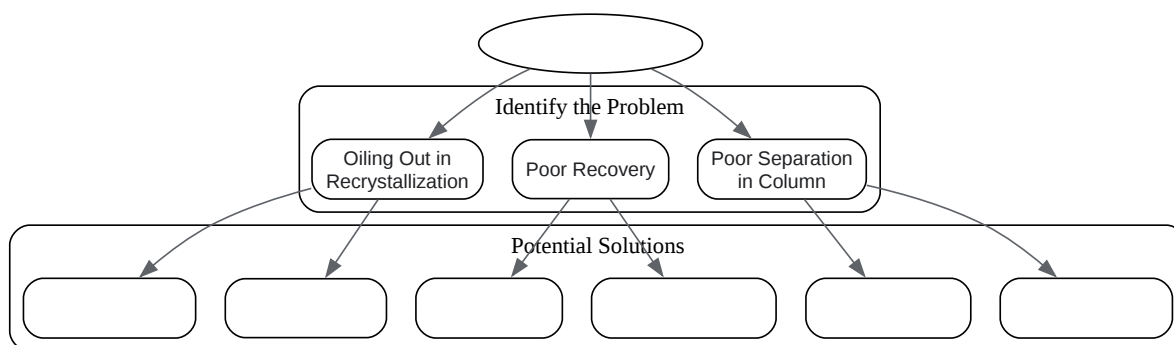 Identify the Problem
Oiling Out in
Recrystallization
Poor Recovery
Poor Separation
in Column
Potential Solutions